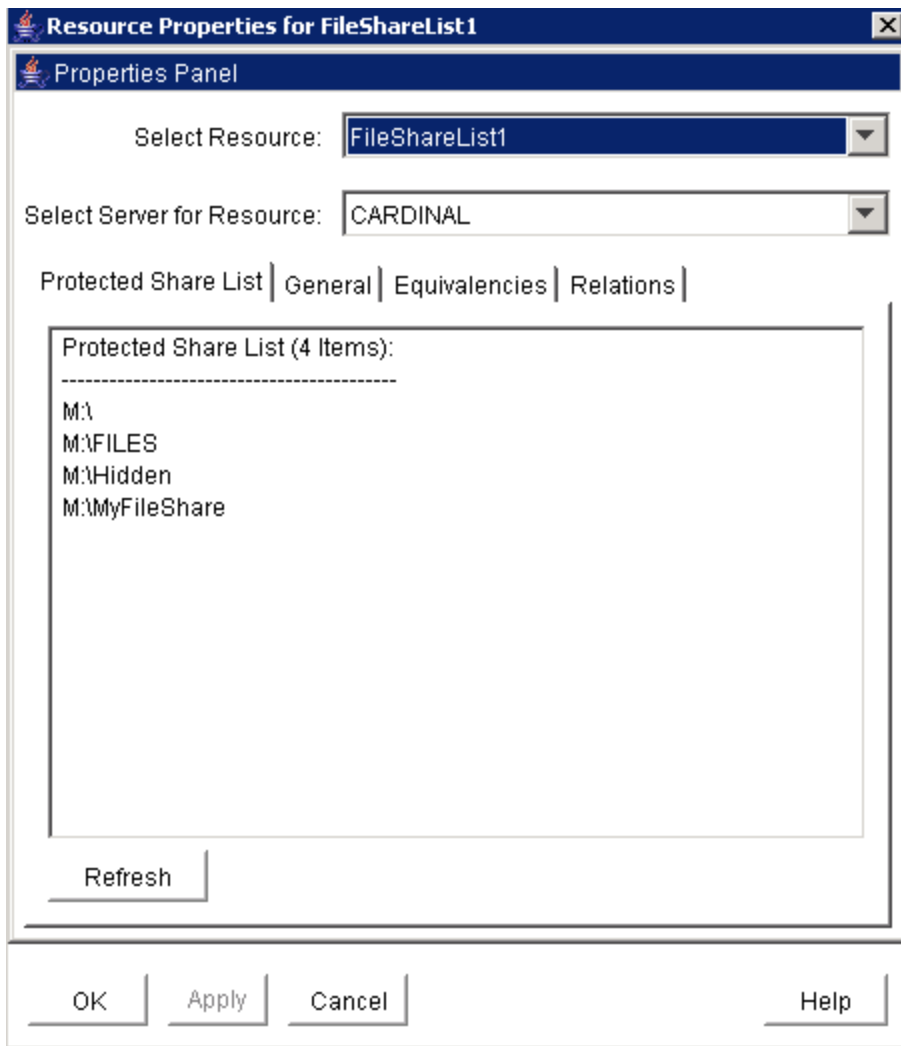 Resource Properties for FileShareList1
Properties Panel
Select Resource: FileShareList1
Select Server for Resource: CARDINAL
Protected Share List General Equivalencies Relations
Protected Share List (4 Items):
------------------------------------------
M:\
M:\FILES
M:\Hidden
M:\MyFileShare
Refresh
OK Apply Cancel Help